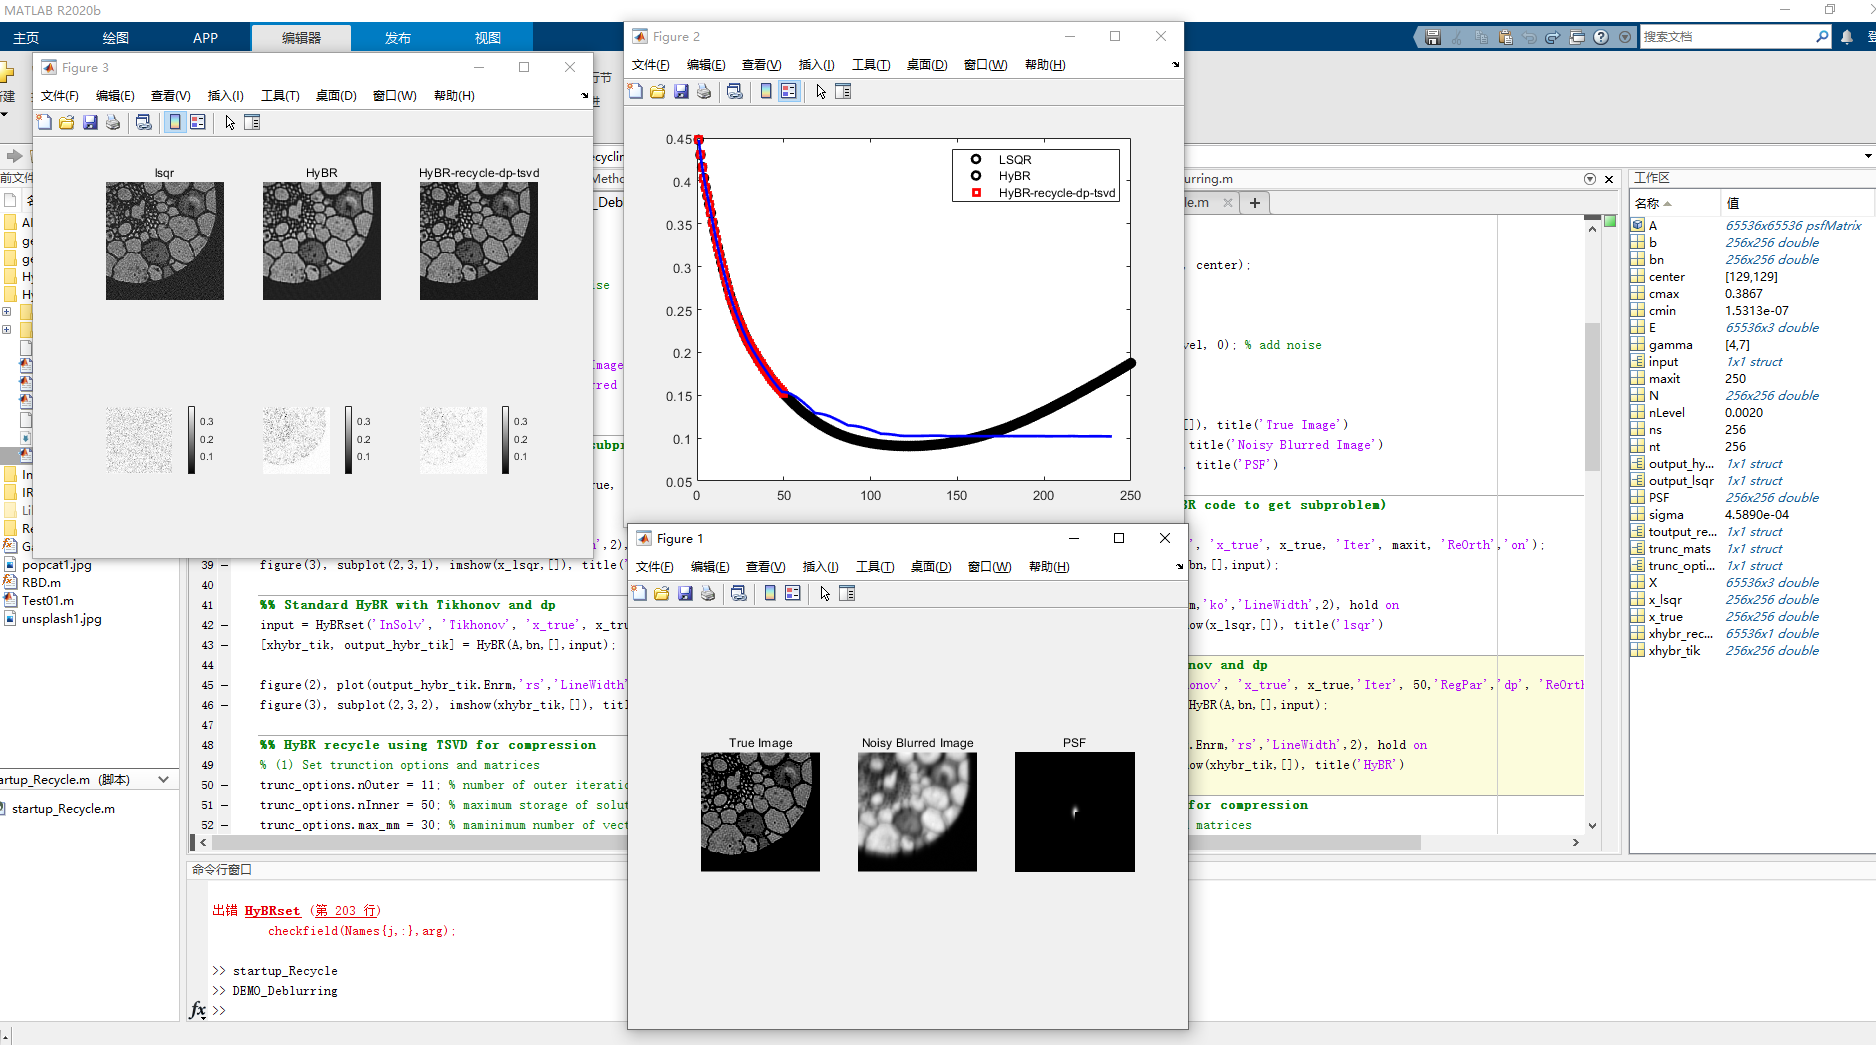 MATLAB R2020b
主页 绘图 APP 编辑器 发布 视图
搜索文档
Figure 3
文件(F) 编辑(E) 查看(V) 插入(I) 工具(T) 桌面(D) 窗口(W) 帮助(H)
lsqr HyBR HyBR-recycle-dp-tsvd
0.3 0.3 0.3
0.2 0.2 0.2
0.1 0.1 0.1
Figure 2
文件(F) 编辑(E) 查看(V) 插入(I) 工具(T) 桌面(D) 窗口(W) 帮助(H)
0.45
0.4
0.35
0.3
0.25
0.2
0.15
0.1
0.05
0 50 100 150 200 250
LSQR
HyBR
HyBR-recycle-dp-tsvd
Figure 1
文件(F) 编辑(E) 查看(V) 插入(I) 工具(T) 桌面(D) 窗口(W) 帮助(H)
True Image Noisy Blurred Image PSF
popcat1.jpg
RBD.m
Test01.m
unsplash1.jpg
artup_Recycle.m (脚本)
startup_Recycle.m
urring.m
le.m
_Deb
center);
vel, 0); % add noise
[]), title('True Image')
title('Noisy Blurred Image')
, title('PSF')
BR code to get subproblem)
', 'x_true', x_true, 'Iter', maxit, 'ReOrth','on');
bn,[],input);
m,'ko','LineWidth',2), hold on
ow(x_lsqr,[]), title('lsqr')
nov and dp
onov', 'x_true', x_true,'Iter', 50,'RegPar','dp', 'ReOrth
HyBR(A,bn,[],input);
.Enrm,'rs','LineWidth',2), hold on
ow(xhybr_tik,[]), title('HyBR')
for compression
matrices
39 figure(3), subplot(2,3,1), imshow(x_lsqr,[]), title('
40
41 %% Standard HyBR with Tikhonov and dp
42 input = HyBRset('InSolv', 'Tikhonov', 'x_true', x_tru
43 [xhybr_tik, output_hybr_tik] = HyBR(A,bn,[],input);
44
45 figure(2), plot(output_hybr_tik.Enrm,'rs','LineWidth'
46 figure(3), subplot(2,3,2), imshow(xhybr_tik,[]), titl
47
48 %% HyBR recycle using TSVD for compression
49 % (1) Set trunction options and matrices
50 trunc_options.nOuter = 11; % number of outer iteratio
51 trunc_options.nInner = 50; % maximum storage of solut
52 trunc_options.max_mm = 30; % maminimum number of vect
命令行窗口
出错 HyBRset (第 203 行)
checkfield(Names{j,:},arg);
>> startup_Recycle
>> DEMO_Deblurring
fx >>
工作区
名称 值
A 65536x65536 psfMatrix
b 256x256 double
bn 256x256 double
center [129,129]
cmax 0.3867
cmin 1.5313e-07
E 65536x3 double
gamma [4,7]
input 1x1 struct
maxit 250
N 256x256 double
nLevel 0.0020
ns 256
nt 256
output_hy... 1x1 struct
output_lsqr 1x1 struct
PSF 256x256 double
sigma 4.5890e-04
toutput_re... 1x1 struct
trunc_mats 1x1 struct
trunc_opti... 1x1 struct
X 65536x3 double
x_lsqr 256x256 double
x_true 256x256 double
xhybr_rec... 65536x1 double
xhybr_tik 256x256 double